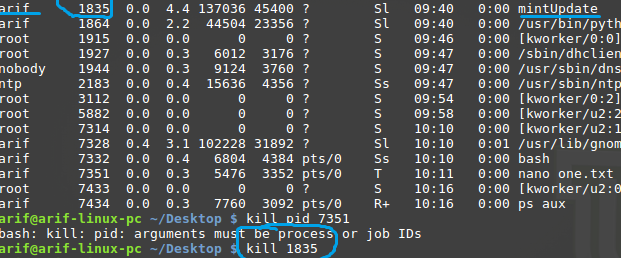 arif 1835 0.0 4.4 137036 45400 ? Sl 09:40 0:00 mintUpdate
arif 1864 0.0 2.2 44504 23356 ? Sl 09:40 0:00 /usr/bin/pyth
root 1915 0.0 0.0 0 0 ? S 09:46 0:00 [kworker/0:0]
root 1927 0.0 0.3 6012 3176 ? S 09:47 0:00 /sbin/dhclien
nobody 1944 0.0 0.3 9124 3760 ? S 09:47 0:00 /usr/sbin/dns
ntp 2183 0.0 0.4 15636 4356 ? Ss 09:47 0:00 /usr/sbin/ntp
root 3112 0.0 0.0 0 0 ? S 09:54 0:00 [kworker/0:2]
root 5882 0.0 0.0 0 0 ? S 09:58 0:00 [kworker/u2:2
root 7314 0.0 0.0 0 0 ? S 10:10 0:00 [kworker/u2:1
arif 7328 0.4 3.1 102228 31892 ? Sl 10:10 0:01 /usr/lib/gnom
arif 7332 0.0 0.4 6804 4384 pts/0 Ss 10:10 0:00 bash
arif 7351 0.0 0.3 5476 3352 pts/0 T 10:11 0:00 nano one.txt
root 7433 0.0 0.0 0 0 ? S 10:16 0:00 [kworker/u2:0
arif 7434 0.0 0.3 7760 3092 pts/0 R+ 10:16 0:00 ps aux
arif@arif-linux-pc ~/Desktop $ kill pid 7351
bash: kill: pid: arguments must be process or job IDs
arif@arif-linux-pc ~/Desktop $ kill 1835